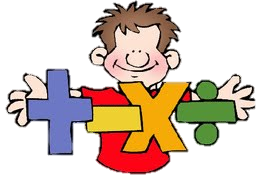 + − × ÷